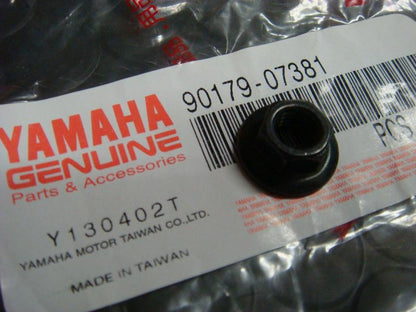 90179-07381
YAMAHA
GENUINE
Parts & Accessories
PCS
Y130402T
YAMAHA MOTOR TAIWAN CO.,LTD.
MADE IN TAIWAN